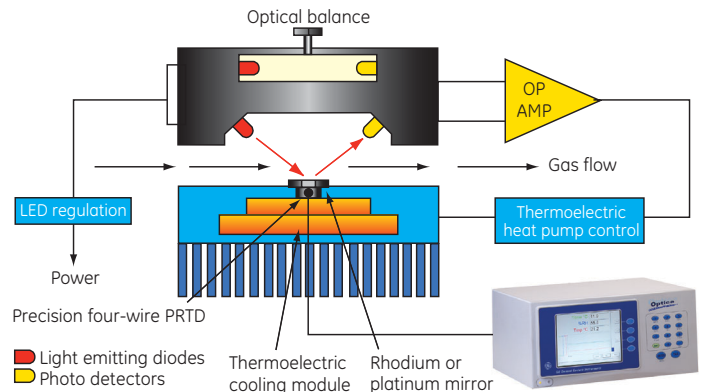 Optical balance
OP
AMP
Gas flow
LED regulation
Thermoelectric
heat pump control
Power
Precision four-wire PRTD
Optica
Light emitting diodes
Photo detectors
Thermoelectric
cooling module
Rhodium or
platinum mirror